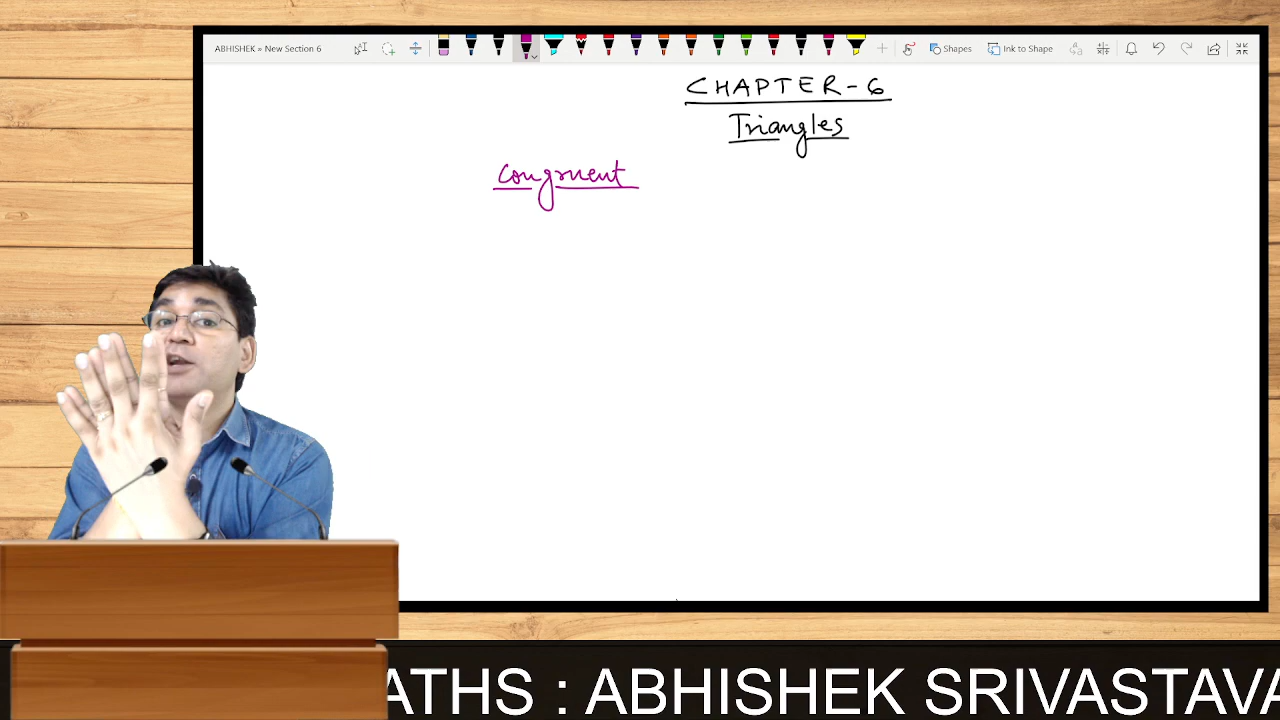 ABHISHEK » New Section 6
Shapes
Ink to Shape
CHAPTER-6
Triangles
Congruent
ATHS : ABHISHEK SRIVASTAVA